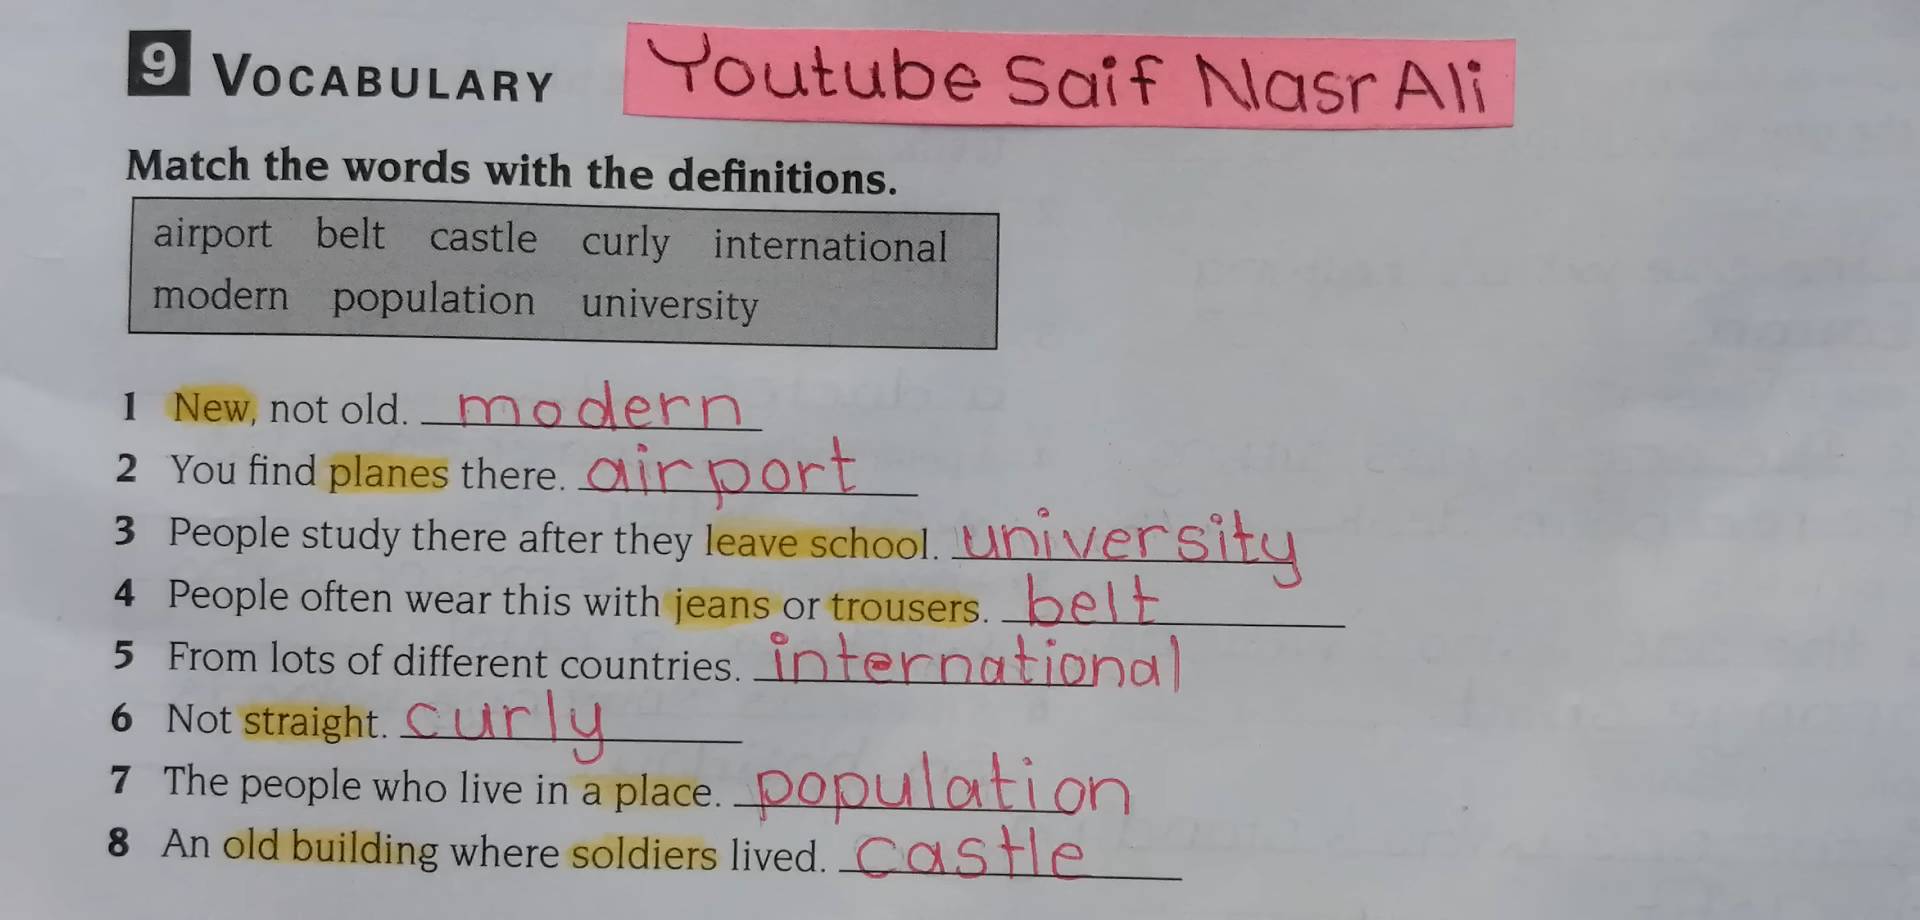 9 VOCABULARY
Youtube Saif Nasr Ali
Match the words with the definitions.
airport belt castle curly international
modern population university
1 New, not old. modern
2 You find planes there. airport
3 People study there after they leave school. university
4 People often wear this with jeans or trousers. belt
5 From lots of different countries. international
6 Not straight. curly
7 The people who live in a place. population
8 An old building where soldiers lived. castle